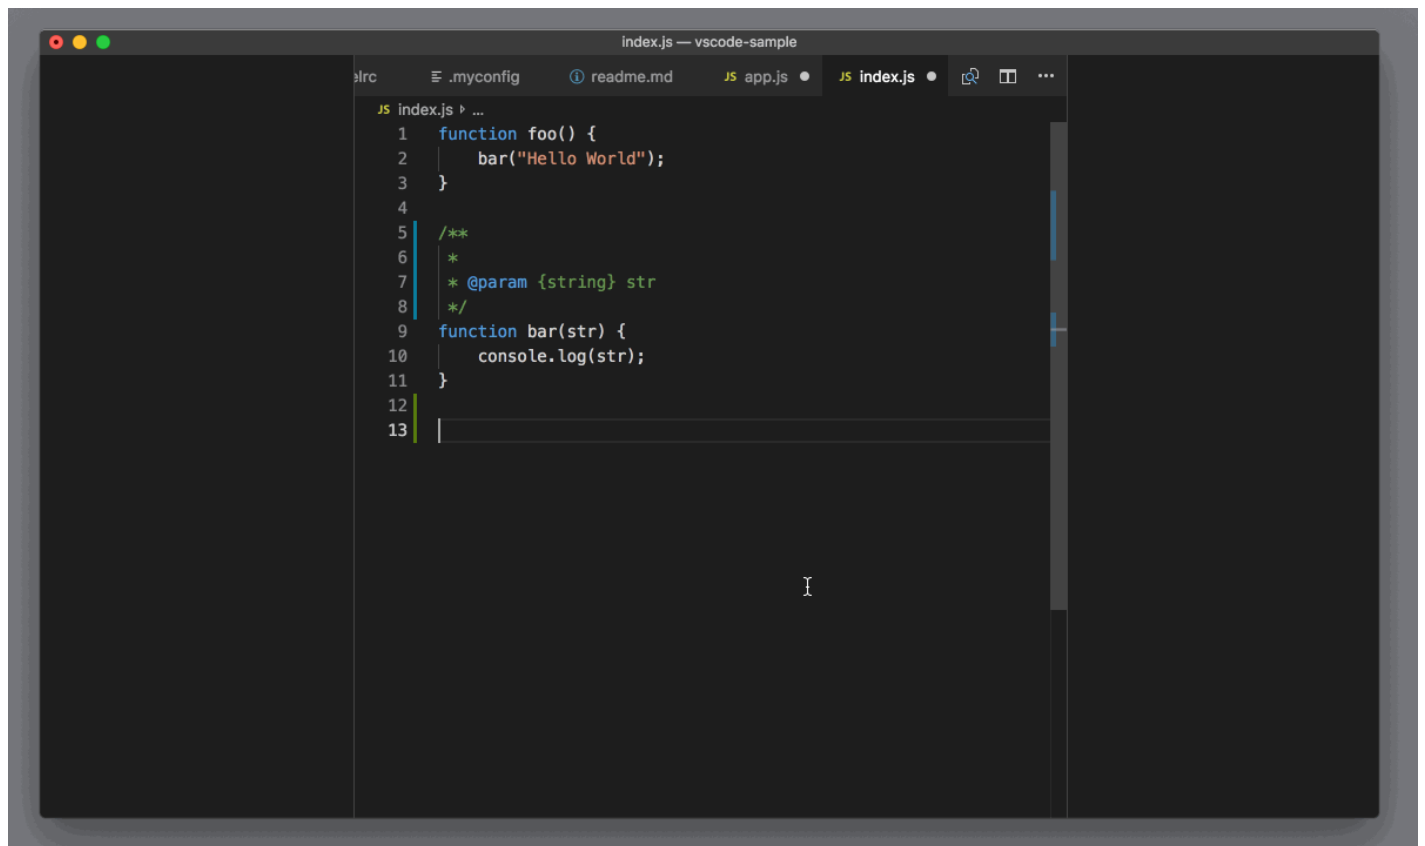 index.js — vscode-sample
elrc .myconfig readme.md JS app.js JS index.js
JS index.js ...
1 function foo() {
2     bar("Hello World");
3 }
4
5 /**
6  *
7  * @param {string} str
8  */
9 function bar(str) {
10     console.log(str);
11 }
12
13